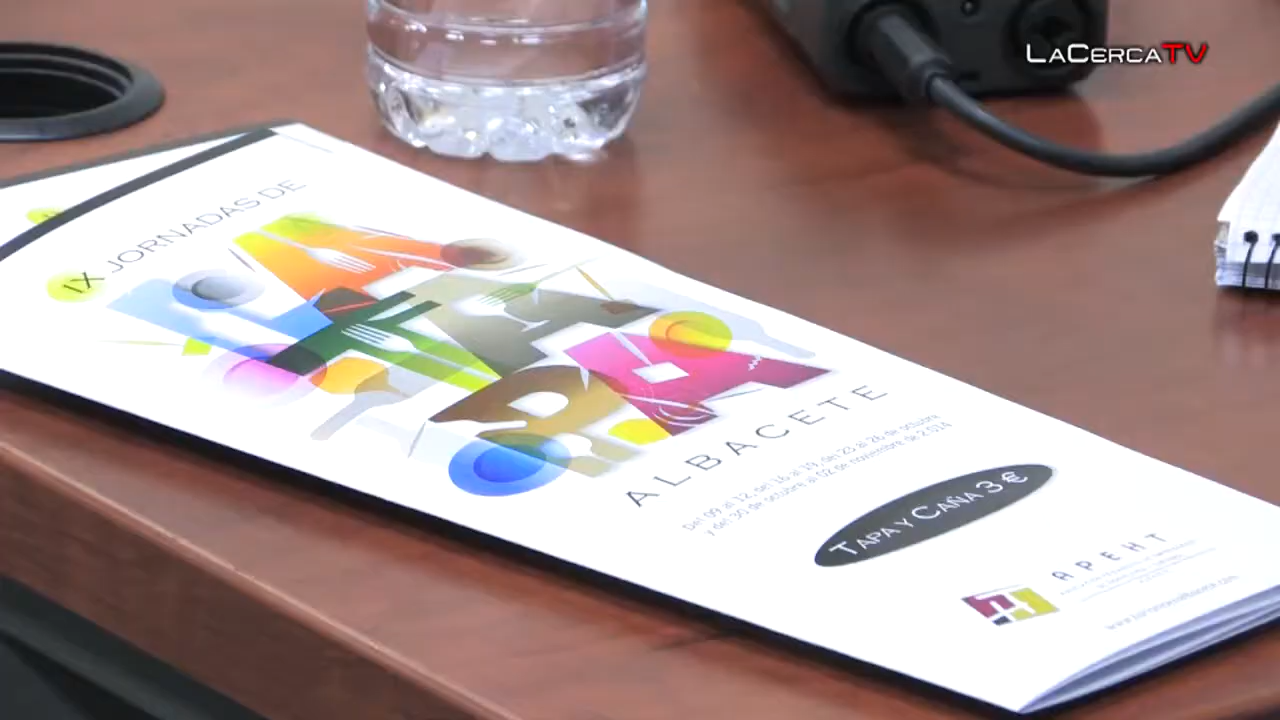 LACERCATV
IX JORNADAS DE
LA TAPA
ALBACETE
Del 09 al 12, del 16 al 19, del 23 al 26 de octubre
y del 30 de octubre al 02 de noviembre de 2014
TAPA Y CAÑA 3 €
APEHT